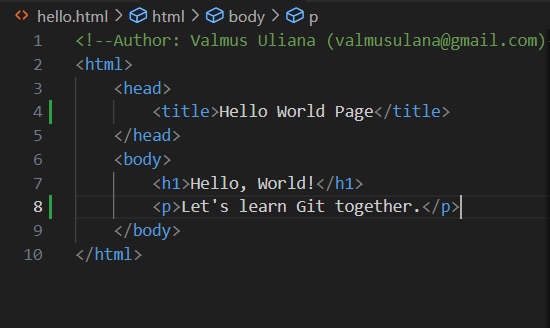 hello.html > html > body > p
1 <!--Author: Valmus Uliana (valmusulana@gmail.com)
2 <html>
3 <head>
4 <title>Hello World Page</title>
5 </head>
6 <body>
7 <h1>Hello, World!</h1>
8 <p>Let's learn Git together.</p>
9 </body>
10 </html>